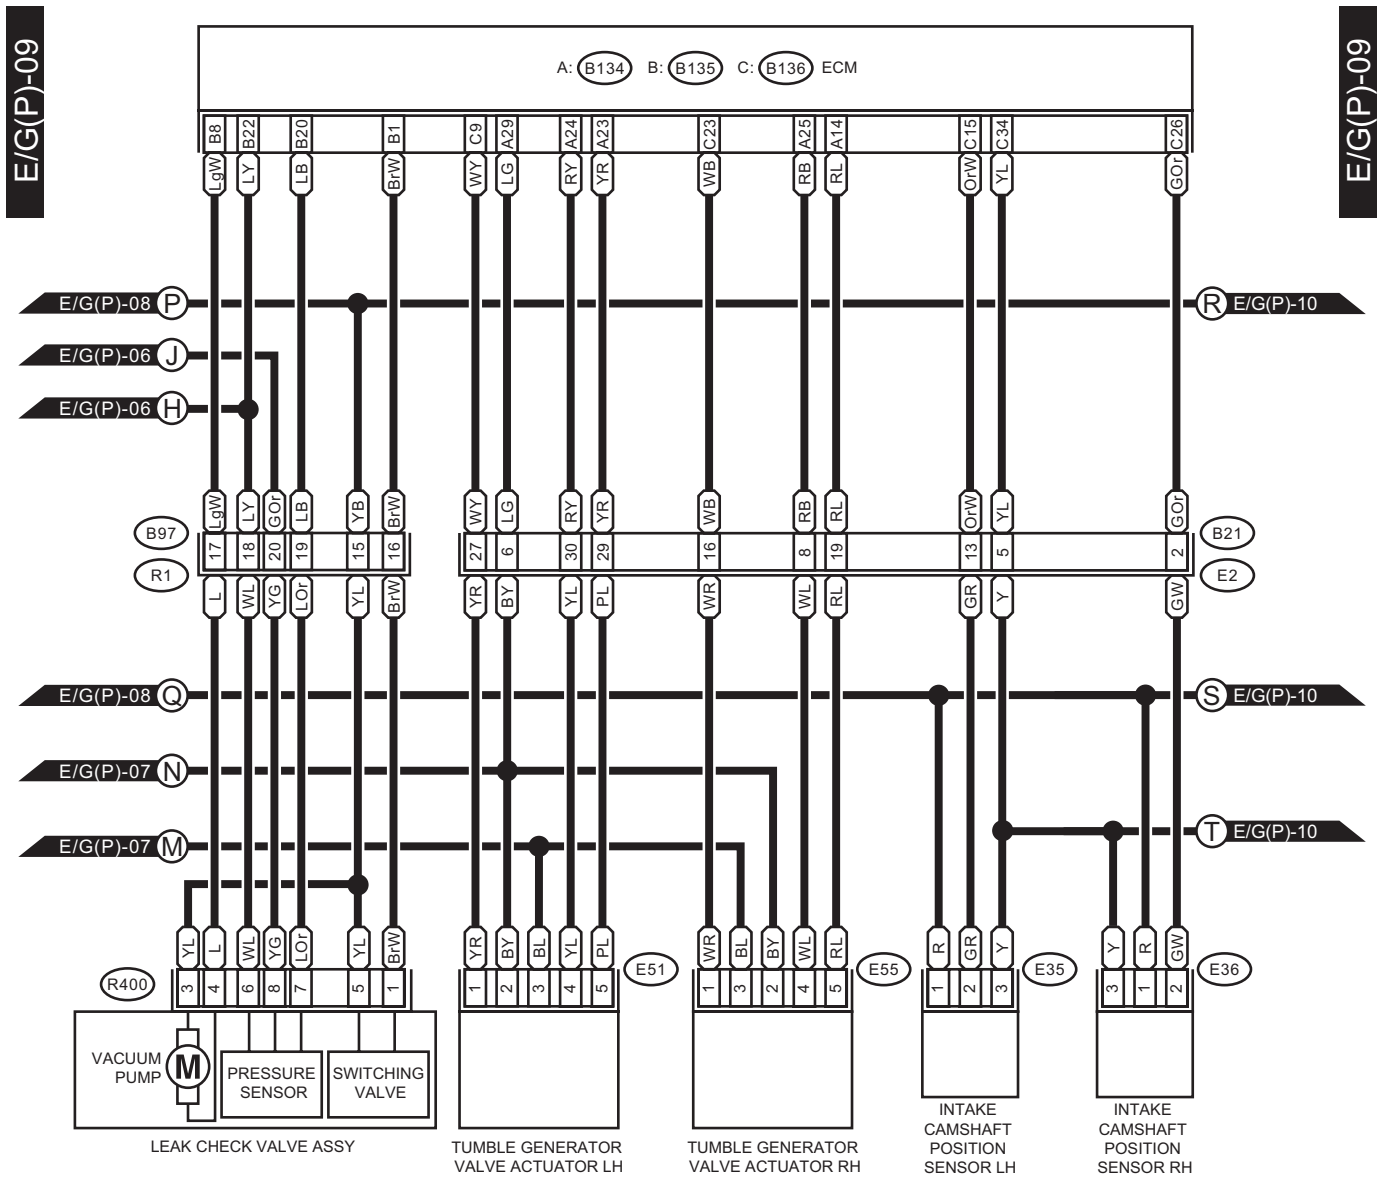 E/G(P)-09
E/G(P)-09
A: B134 B: B135 C: B136 ECM
B8 B22 B20 B1 C9 A29 A24 A23 C23 A25 A14 C15 C34 C26
LgW LY LB BrW WY LG RY YR WB RB RL OrW YL GOr
E/G(P)-08 P R E/G(P)-10
E/G(P)-06 J
E/G(P)-06 H
LgW LY GOr LB YB BrW WY LG RY YR WB RB RL OrW YL GOr
B97 B21
17 18 20 19 15 16 27 6 30 29 16 8 19 13 5 2
R1 E2
L WL YG LOr YL BrW YR BY YL PL WR WL RL GR Y GW
E/G(P)-08 Q S E/G(P)-10
E/G(P)-07 N
E/G(P)-07 M T E/G(P)-10
YL L WL YG LOr YL BrW YR BY BL YL PL WR BL BY WL RL R GR Y Y R GW
R400 E51 E55 E35 E36
3 4 6 8 7 5 1 1 2 3 4 5 1 3 2 4 5 1 2 3 3 1 2
VACUUM
PUMP
M
PRESSURE
SENSOR
SWITCHING
VALVE
LEAK CHECK VALVE ASSY
TUMBLE GENERATOR
VALVE ACTUATOR LH
TUMBLE GENERATOR
VALVE ACTUATOR RH
INTAKE
CAMSHAFT
POSITION
SENSOR LH
INTAKE
CAMSHAFT
POSITION
SENSOR RH